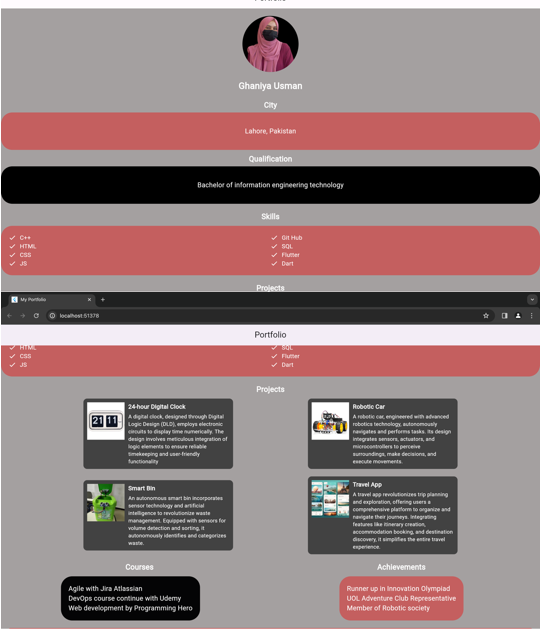 Portfolio
Ghaniya Usman
City
Lahore, Pakistan
Qualification
Bachelor of information engineering technology
Skills
C++
HTML
CSS
JS
Git Hub
SQL
Flutter
Dart
Projects
My Portfolio
localhost:51378
Portfolio
HTML
CSS
JS
SQL
Flutter
Dart
Projects
21 11
24-hour Digital Clock
A digital clock, designed through Digital
Logic Design (DLD), employs electronic
circuits to display time numerically. The
design involves meticulous integration of
logic elements to ensure reliable
timekeeping and user-friendly
functionality
Robotic Car
A robotic car, engineered with advanced
robotics technology, autonomously
navigates and performs tasks. Its design
integrates sensors, actuators, and
microcontrollers to perceive
surroundings, make decisions, and
execute movements.
Smart Bin
An autonomous smart bin incorporates
sensor technology and artificial
intelligence to revolutionize waste
management. Equipped with sensors for
volume detection and sorting, it
autonomously identifies and categorizes
waste.
Travel App
A travel app revolutionizes trip planning
and exploration, offering users a
comprehensive platform to organize and
navigate their journeys. Integrating
features like itinerary creation,
accommodation booking, and destination
discovery, it simplifies the entire travel
experience.
Courses
Agile with Jira Atlassian
DevOps course continue with Udemy
Web development by Programming Hero
Achievements
Runner up in Innovation Olympiad
UOL Adventure Club Representative
Member of Robotic society